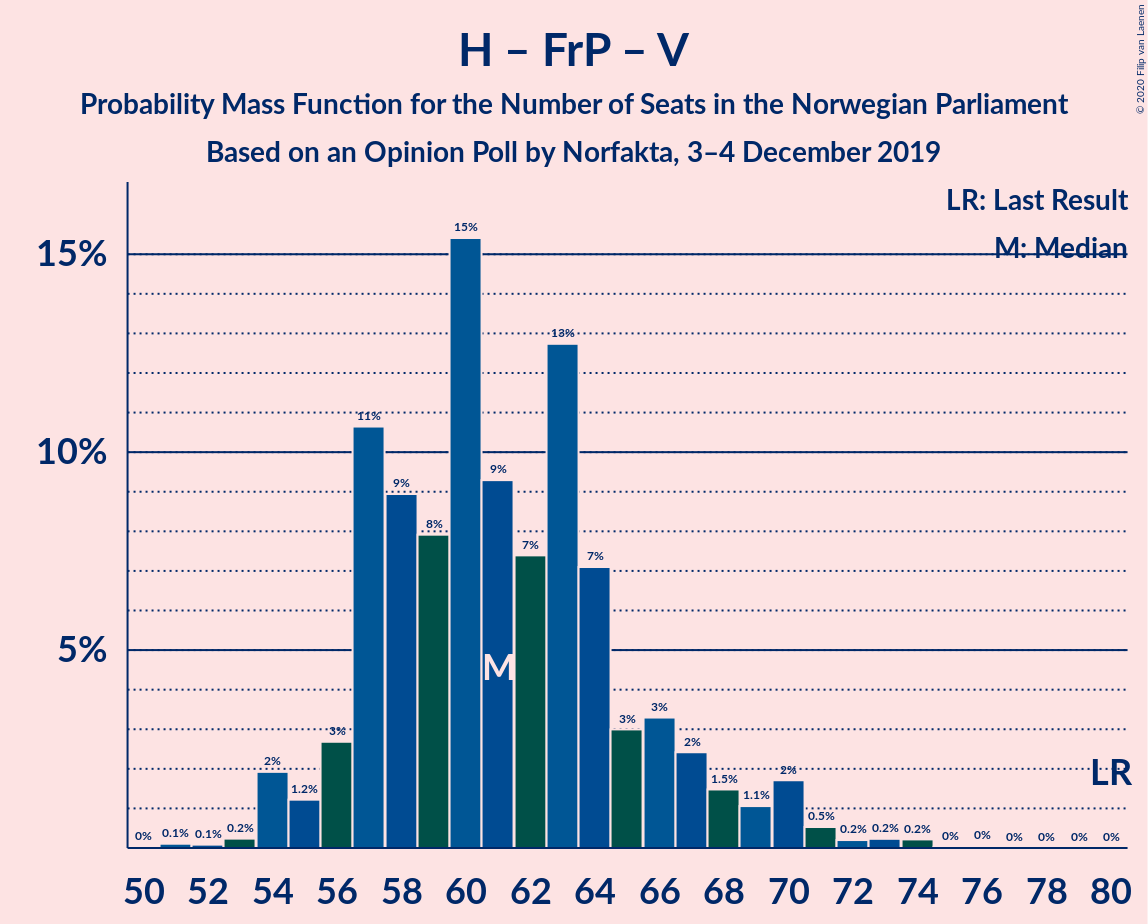 © 2020 Filip van Laenen
H – FrP – V
Probability Mass Function for the Number of Seats in the Norwegian Parliament
Based on an Opinion Poll by Norfakta, 3–4 December 2019
LR: Last Result
M: Median
15%
10%
5%
0% 0.1% 0.1% 0.2% 2% 1.2% 3% 11% 9% 8% 15% 9% 7% 13% 7% 3% 3% 2% 1.5% 1.1% 2% 0.5% 0.2% 0.2% 0.2% 0% 0% 0% 0% 0% 0%
M
LR
50 52 54 56 58 60 62 64 66 68 70 72 74 76 78 80